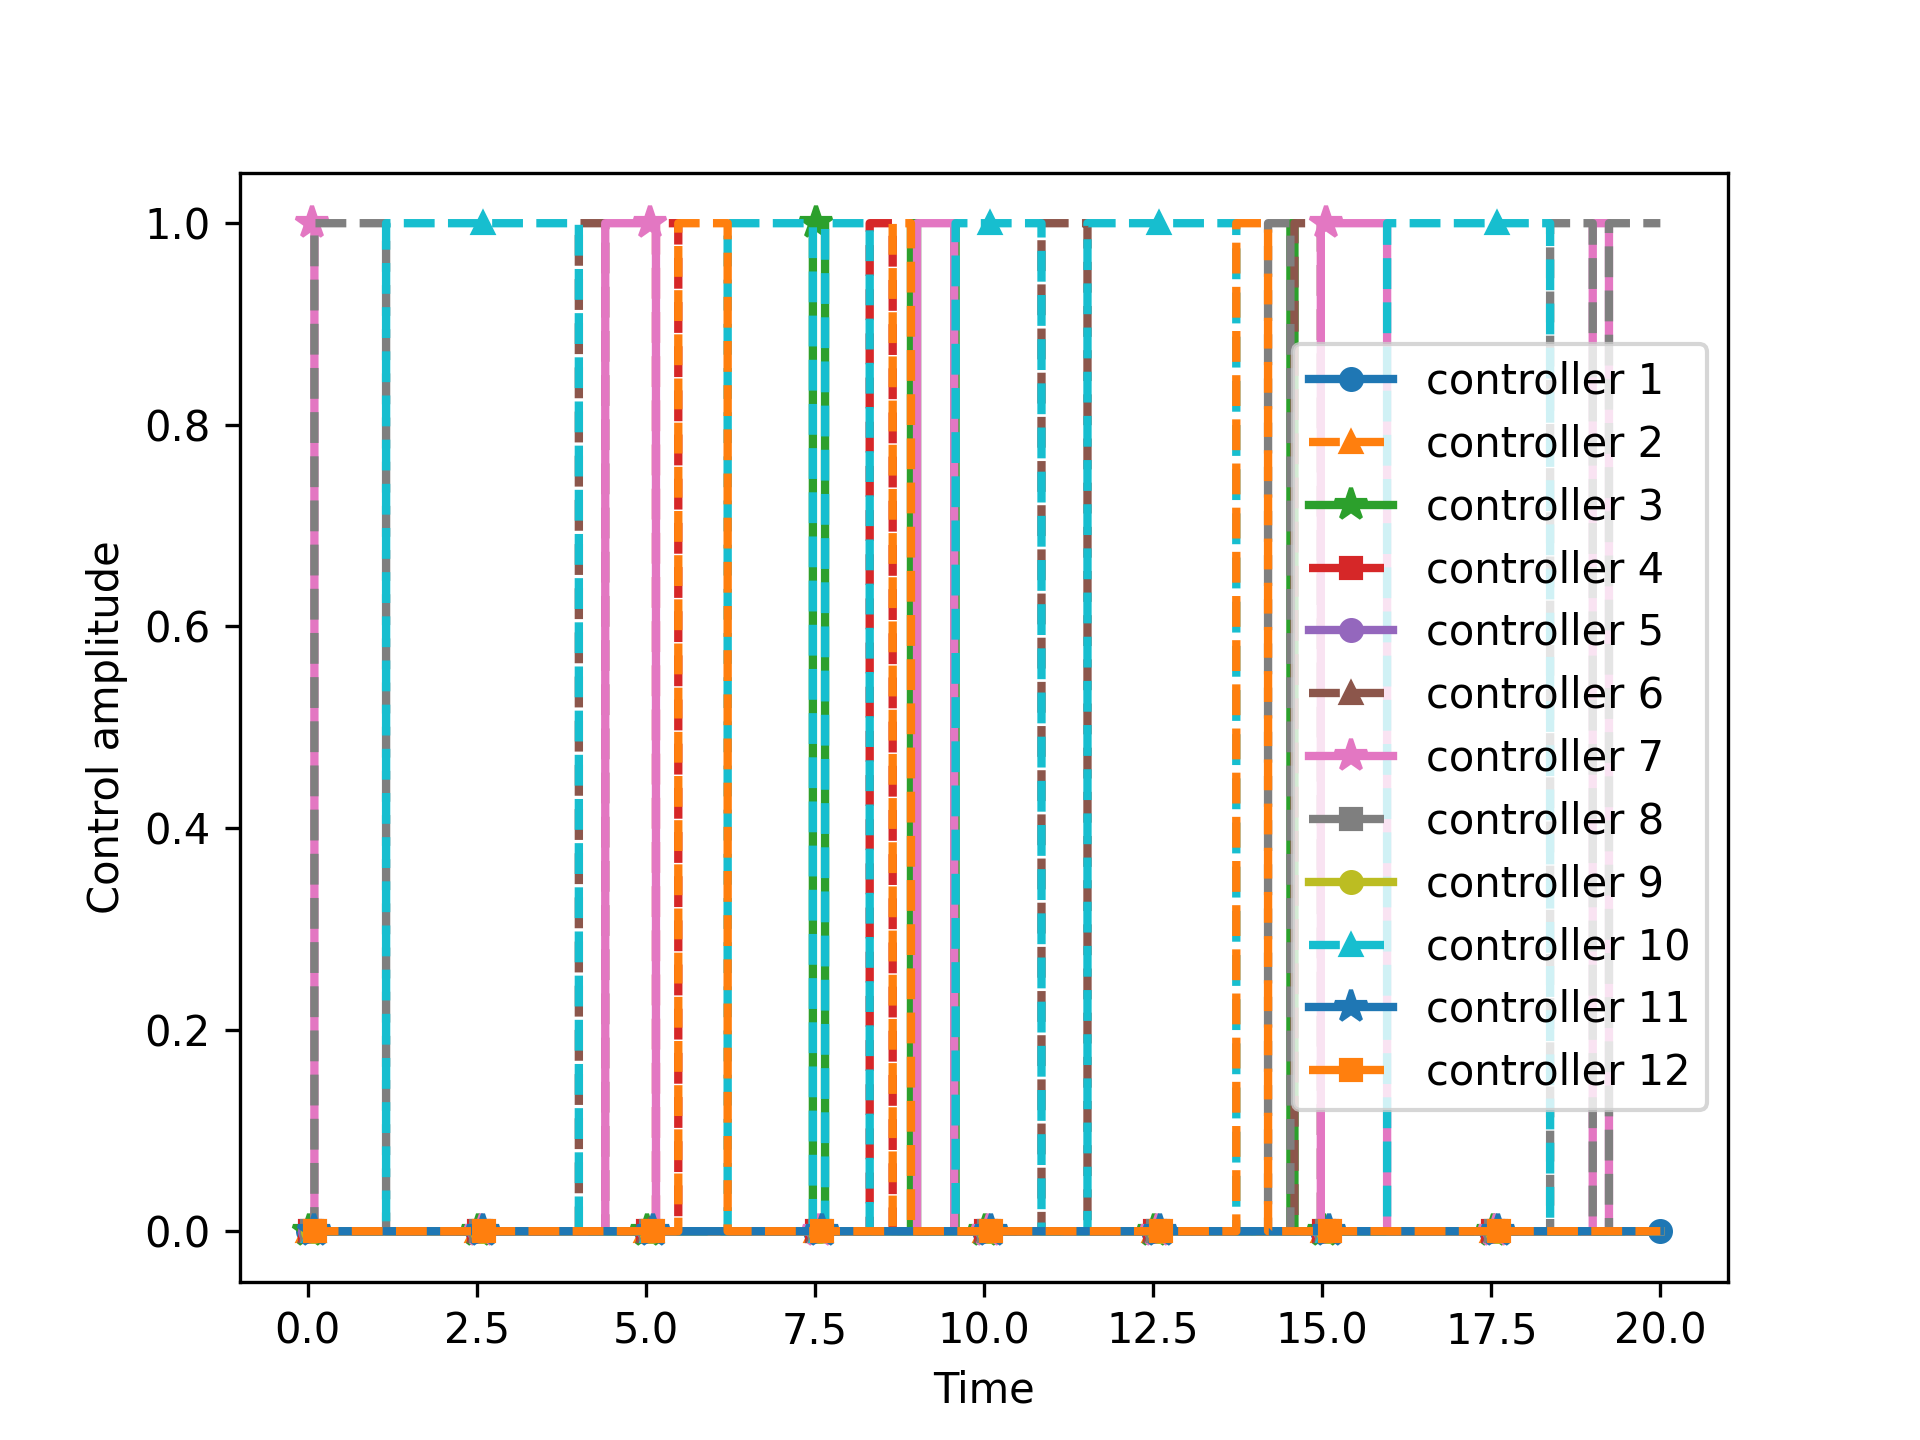 1.0
0.8
0.6
0.4
0.2
0.0
Control amplitude
controller 1
controller 2
controller 3
controller 4
controller 5
controller 6
controller 7
controller 8
controller 9
controller 10
controller 11
controller 12
0.0 2.5 5.0 7.5 10.0 12.5 15.0 17.5 20.0
Time